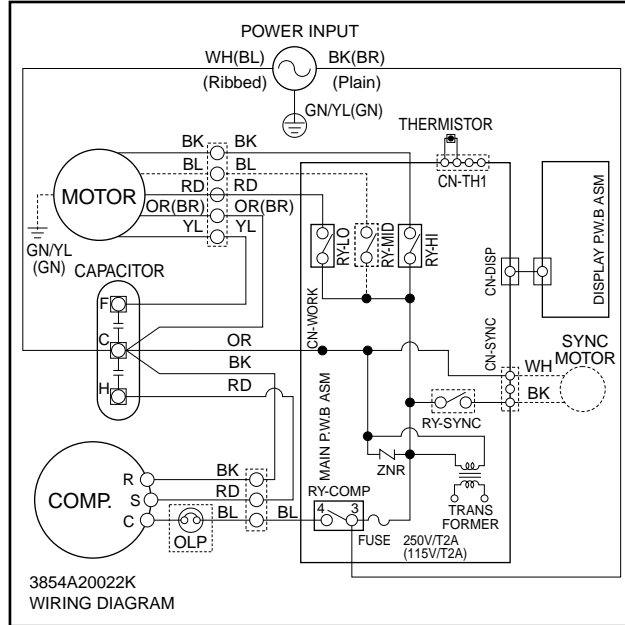 POWER INPUT
WH(BL) BK(BR)
(Ribbed) (Plain)
GN/YL(GN)
THERMISTOR
CN-TH1
BK BK
BL BL
RD RD
OR(BR) OR(BR)
YL YL
MOTOR
GN/YL
(GN)
RY-LO
RY-MID
RY-HI
CN-DISP
DISPLAY P.W.B ASM
CAPACITOR
F
C
H
CN-WORK
CN-SYNC
SYNC
MOTOR
OR
BK
RD
WH
BK
MAIN P.W.B ASM
RY-SYNC
ZNR
TRANS
FORMER
COMP.
R BK
S RD
C BL BL
OLP
RY-COMP
4 3
FUSE
250V/T2A
(115V/T2A)
3854A20022K
WIRING DIAGRAM